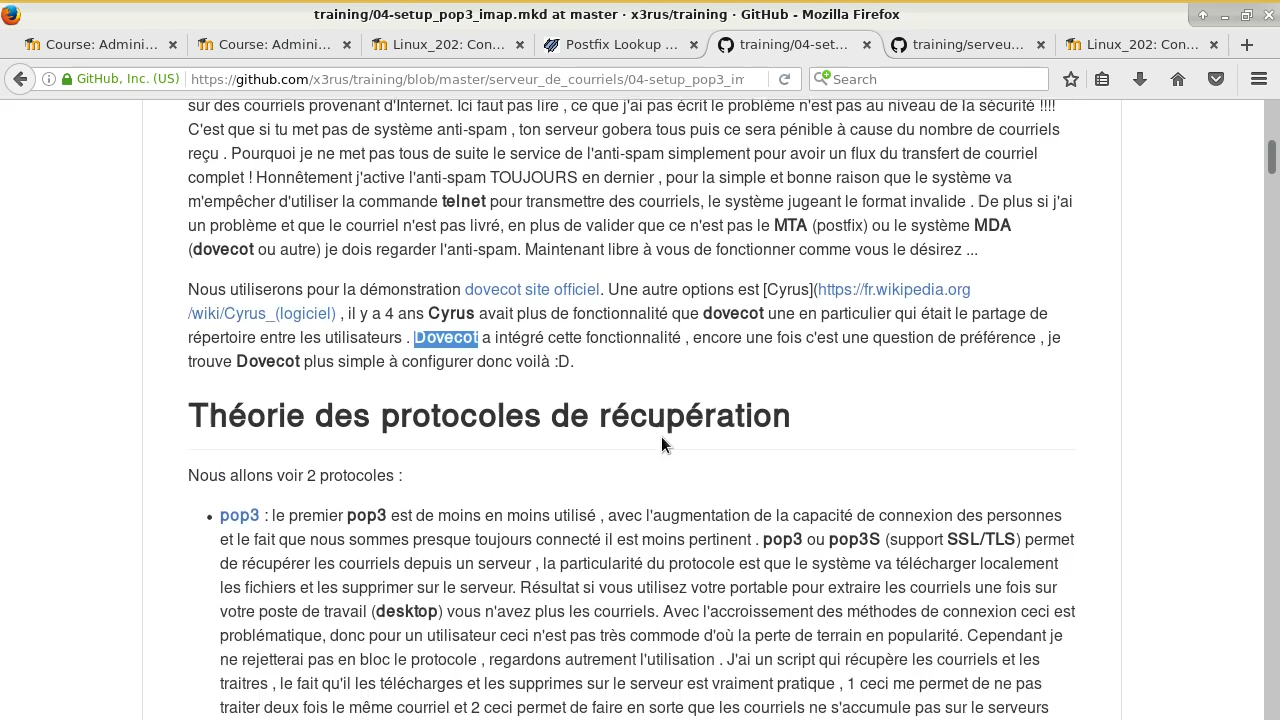 training/04-setup_pop3_imap.mkd at master · x3rus/training · GitHub - Mozilla Firefox
Course: Admini...
Course: Admini...
Linux_202: Con...
Postfix Lookup ...
training/04-set...
training/serveu...
Linux_202: Con...
GitHub, Inc. (US)
https://github.com/x3rus/training/blob/master/serveur_de_courriels/04-setup_pop3_im
Search
sur des courriels provenant d'Internet. Ici faut pas lire , ce que j'ai pas écrit le problème n'est pas au niveau de la sécurité !!!!
C'est que si tu met pas de système anti-spam , ton serveur gobera tous puis ce sera pénible à cause du nombre de courriels
reçu . Pourquoi je ne met pas tous de suite le service de l'anti-spam simplement pour avoir un flux du transfert de courriel
complet ! Honnêtement j'active l'anti-spam TOUJOURS en dernier , pour la simple et bonne raison que le système va
m'empêcher d'utiliser la commande telnet pour transmettre des courriels, le système jugeant le format invalide . De plus si j'ai
un problème et que le courriel n'est pas livré, en plus de valider que ce n'est pas le MTA (postfix) ou le système MDA
(dovecot ou autre) je dois regarder l'anti-spam. Maintenant libre à vous de fonctionner comme vous le désirez ...
Nous utiliserons pour la démonstration dovecot site officiel. Une autre options est [Cyrus](https://fr.wikipedia.org
/wiki/Cyrus_(logiciel) , il y a 4 ans Cyrus avait plus de fonctionnalité que dovecot une en particulier qui était le partage de
répertoire entre les utilisateurs . Dovecot a intégré cette fonctionnalité , encore une fois c'est une question de préférence , je
trouve Dovecot plus simple à configurer donc voilà :D.
Théorie des protocoles de récupération
Nous allons voir 2 protocoles :
• pop3 : le premier pop3 est de moins en moins utilisé , avec l'augmentation de la capacité de connexion des personnes
et le fait que nous sommes presque toujours connecté il est moins pertinent . pop3 ou pop3S (support SSL/TLS) permet
de récupérer les courriels depuis un serveur , la particularité du protocole est que le système va télécharger localement
les fichiers et les supprimer sur le serveur. Résultat si vous utilisez votre portable pour extraire les courriels une fois sur
votre poste de travail (desktop) vous n'avez plus les courriels. Avec l'accroissement des méthodes de connexion ceci est
problématique, donc pour un utilisateur ceci n'est pas très commode d'où la perte de terrain en popularité. Cependant je
ne rejetterai pas en bloc le protocole , regardons autrement l'utilisation . J'ai un script qui récupère les courriels et les
traitres , le fait qu'il les télécharges et les supprimes sur le serveur est vraiment pratique , 1 ceci me permet de ne pas
traiter deux fois le même courriel et 2 ceci permet de faire en sorte que les courriels ne s'accumule pas sur le serveurs